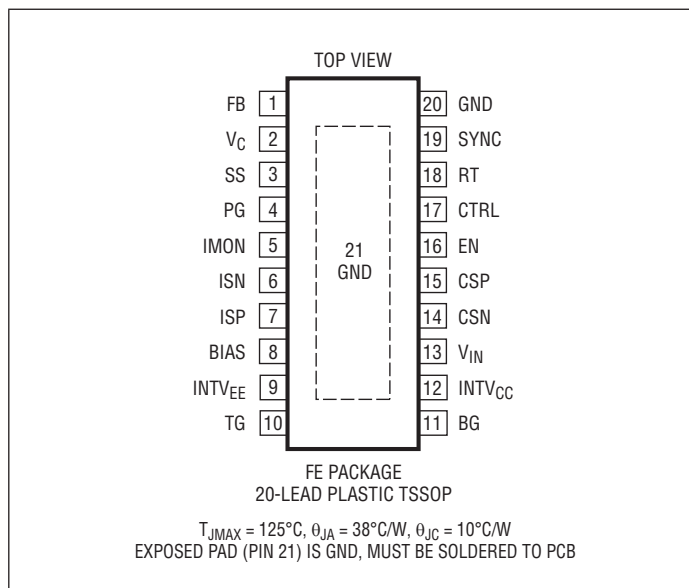 TOP VIEW
FB 1 20 GND
VC 2 19 SYNC
SS 3 18 RT
PG 4 17 CTRL
IMON 5 16 EN
ISN 6 15 CSP
ISP 7 14 CSN
BIAS 8 13 VIN
INTVEE 9 12 INTVCC
TG 10 11 BG
21
GND
FE PACKAGE
20-LEAD PLASTIC TSSOP
TJMAX = 125°C, θJA = 38°C/W, θJC = 10°C/W
EXPOSED PAD (PIN 21) IS GND, MUST BE SOLDERED TO PCB